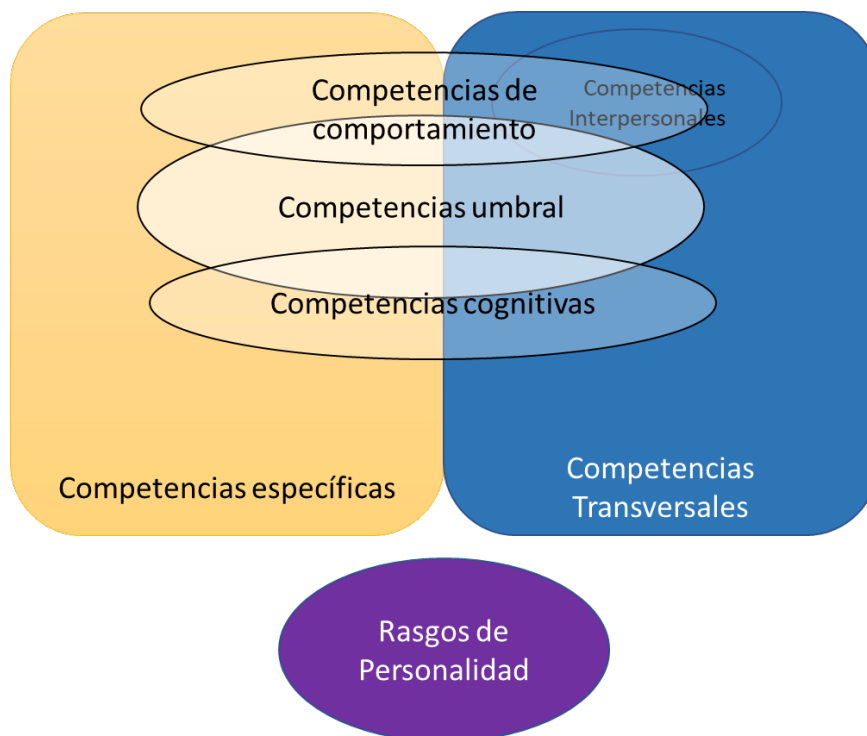 Competencias de
comportamiento
Competencias
Interpersonales
Competencias umbral
Competencias cognitivas
Competencias específicas
Competencias
Transversales
Rasgos de
Personalidad